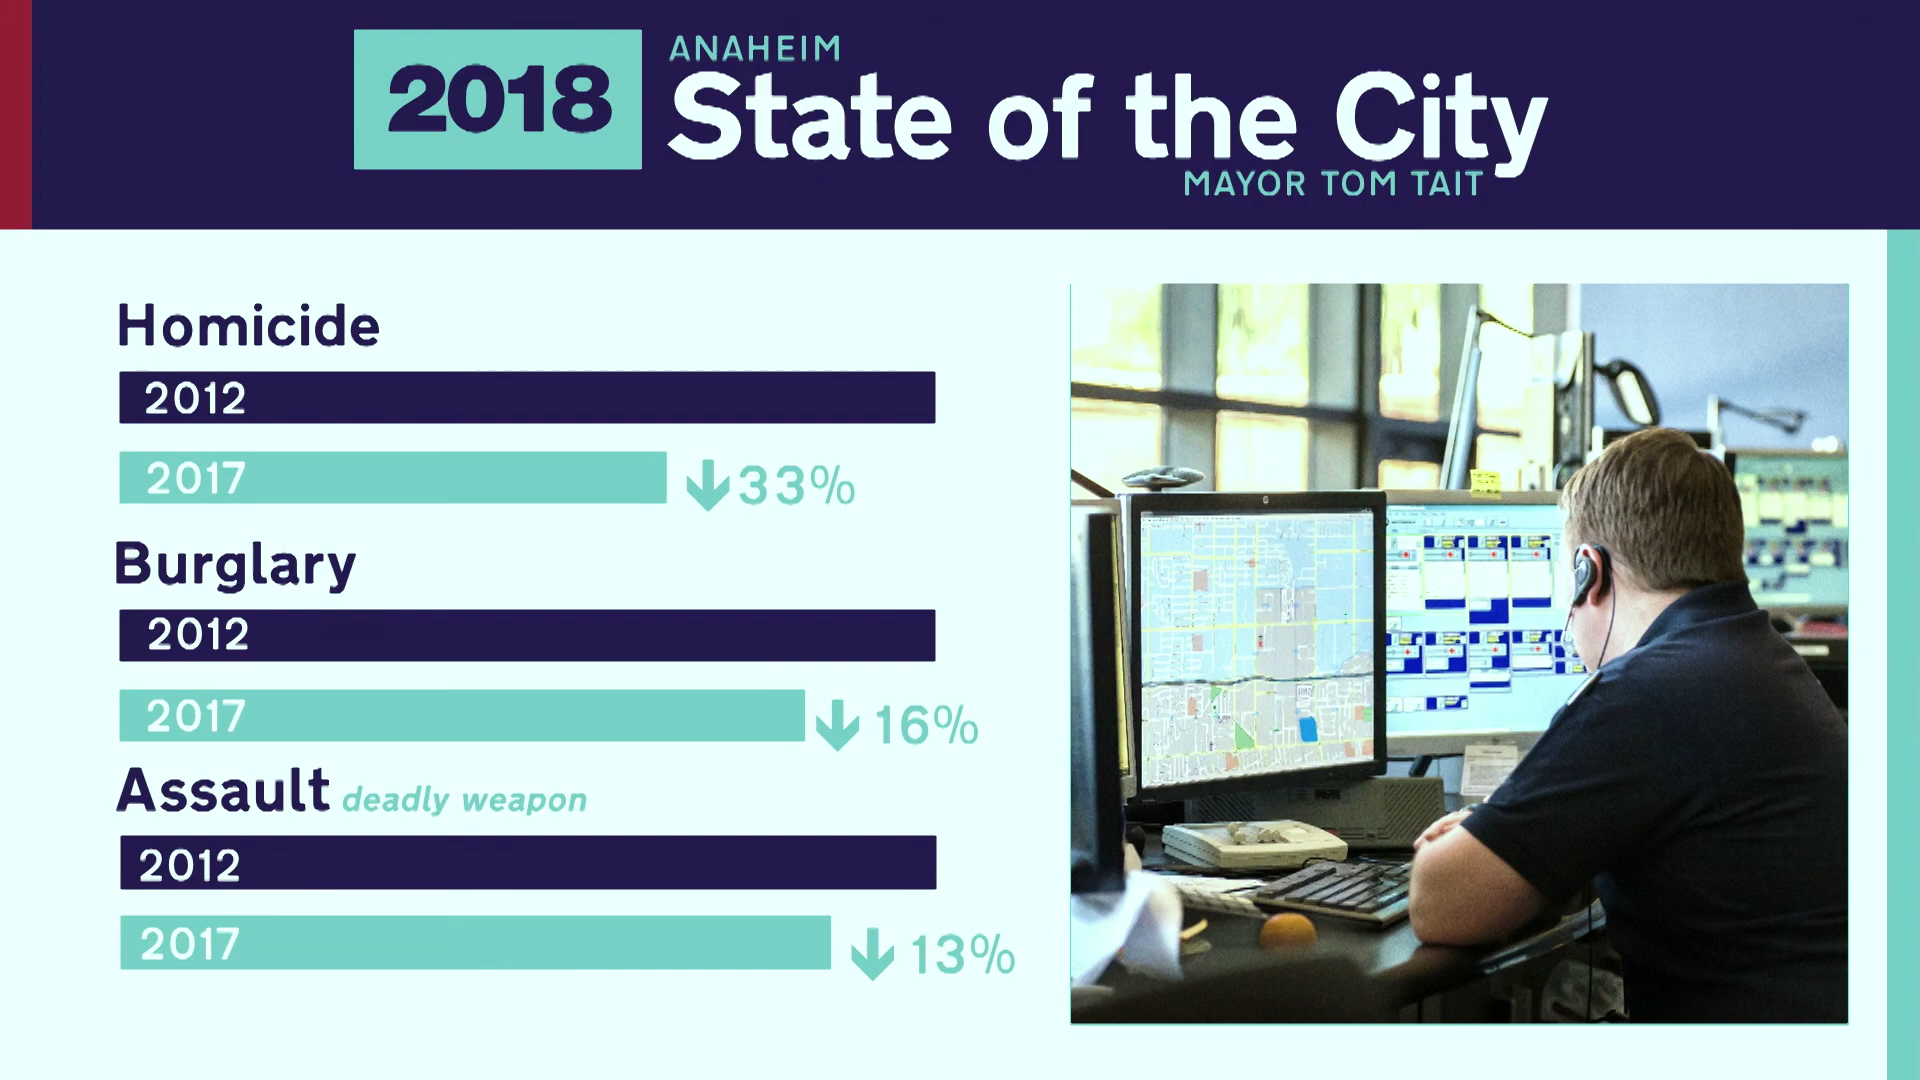 2018
ANAHEIM
State of the City
MAYOR TOM TAIT
Homicide
2012
2017
33%
Burglary
2012
2017
16%
Assault deadly weapon
2012
2017
13%